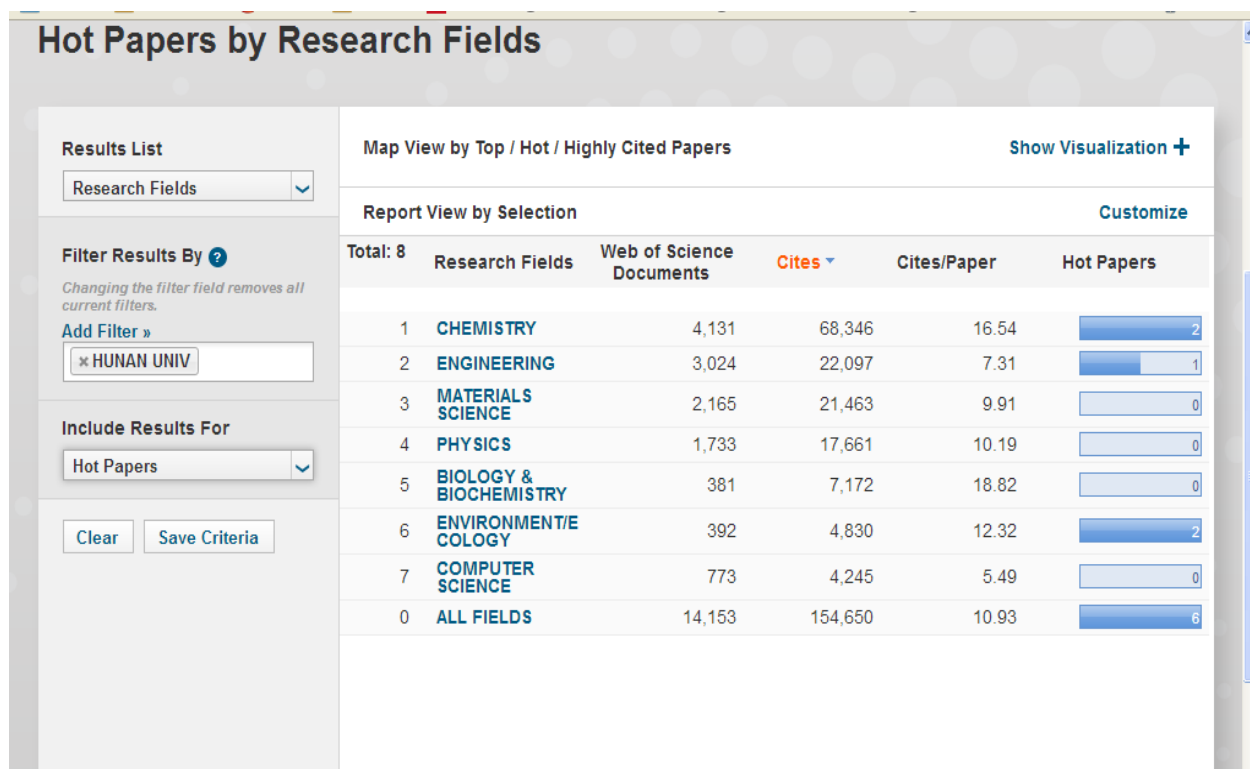 Hot Papers by Research Fields
Results List
Research Fields
Filter Results By ?
Changing the filter field removes all
current filters.
Add Filter »
× HUNAN UNIV
Include Results For
Hot Papers
Clear Save Criteria
Map View by Top / Hot / Highly Cited Papers Show Visualization +
Report View by Selection Customize
Total: 8 Research Fields Web of Science Cites Cites/Paper Hot Papers
Documents
1 CHEMISTRY 4,131 68,346 16.54 2
2 ENGINEERING 3,024 22,097 7.31 1
3 MATERIALS 2,165 21,463 9.91 0
SCIENCE
4 PHYSICS 1,733 17,661 10.19 0
5 BIOLOGY & 381 7,172 18.82 0
BIOCHEMISTRY
6 ENVIRONMENT/E 392 4,830 12.32 2
COLOGY
7 COMPUTER 773 4,245 5.49 0
SCIENCE
0 ALL FIELDS 14,153 154,650 10.93 6